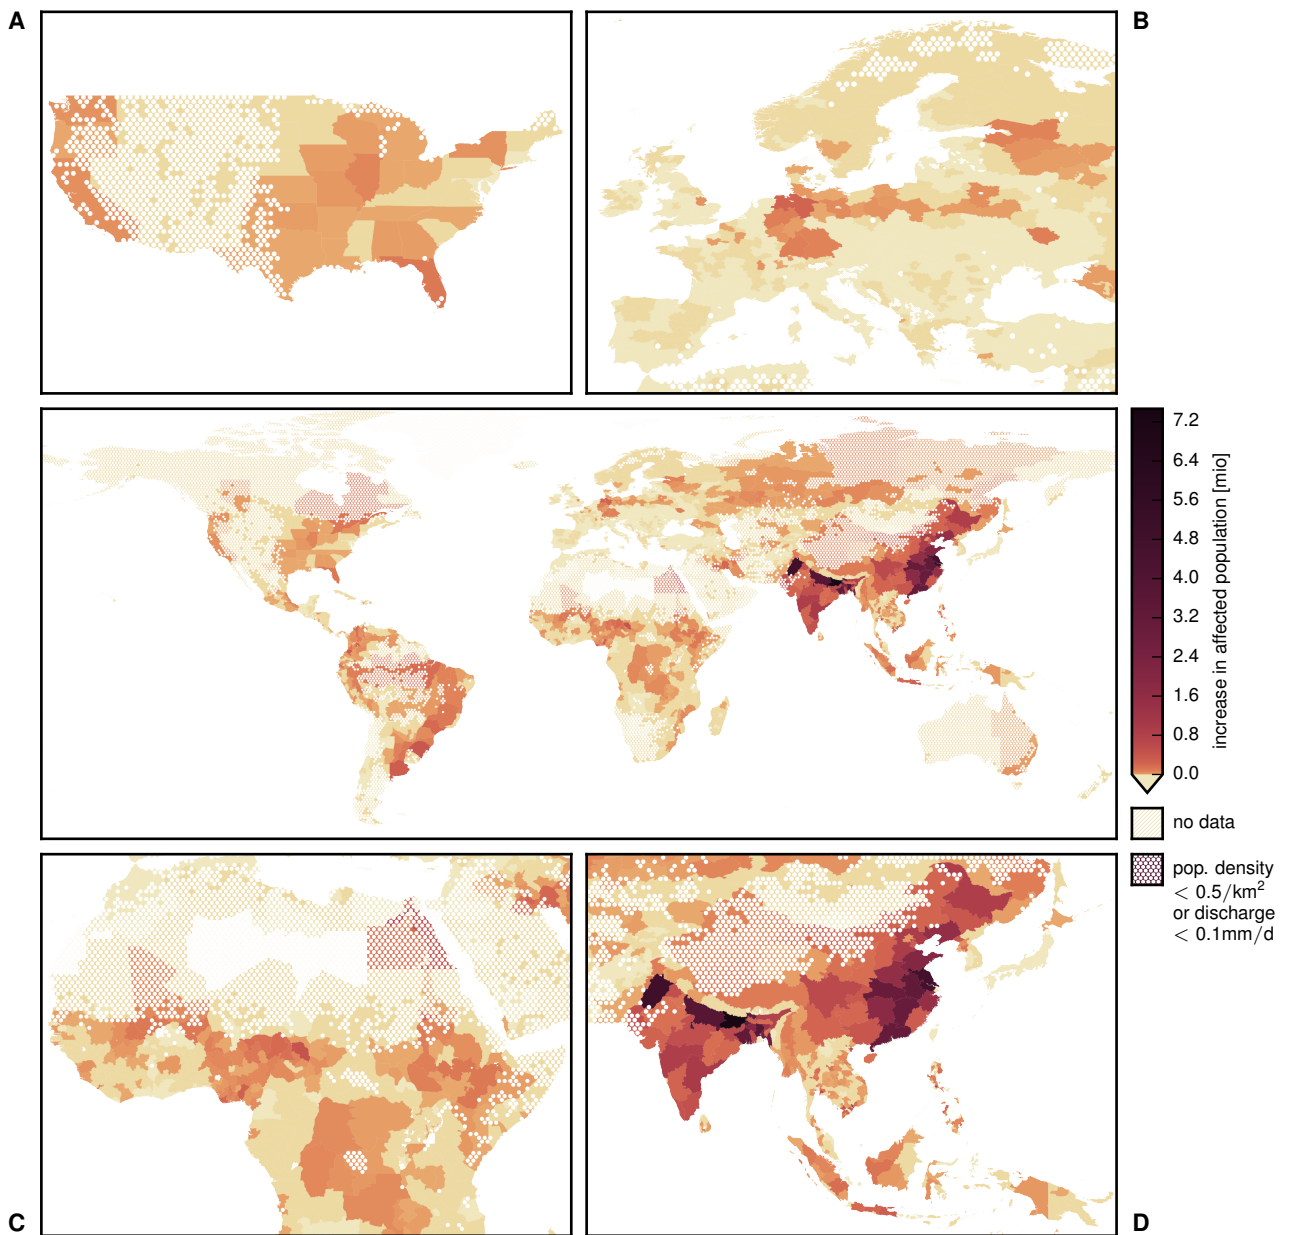 A
B
7.2
6.4
5.6
4.8
4.0
3.2
2.4
1.6
0.8
0.0
increase in affected population [mio]
no data
pop. density
< 0.5/km²
or discharge
< 0.1mm/d
C
D